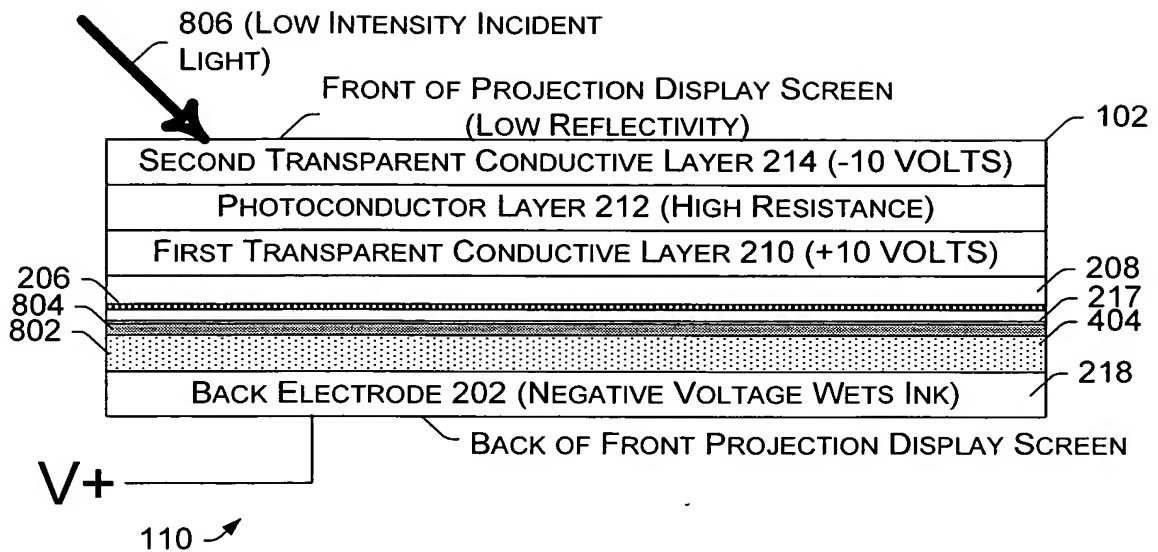 806 (LOW INTENSITY INCIDENT
LIGHT)
FRONT OF PROJECTION DISPLAY SCREEN
(LOW REFLECTIVITY)
102
SECOND TRANSPARENT CONDUCTIVE LAYER 214 (-10 VOLTS)
PHOTOCONDUCTOR LAYER 212 (HIGH RESISTANCE)
FIRST TRANSPARENT CONDUCTIVE LAYER 210 (+10 VOLTS)
206
208
804
217
802
404
BACK ELECTRODE 202 (NEGATIVE VOLTAGE WETS INK)
218
BACK OF FRONT PROJECTION DISPLAY SCREEN
V+
110